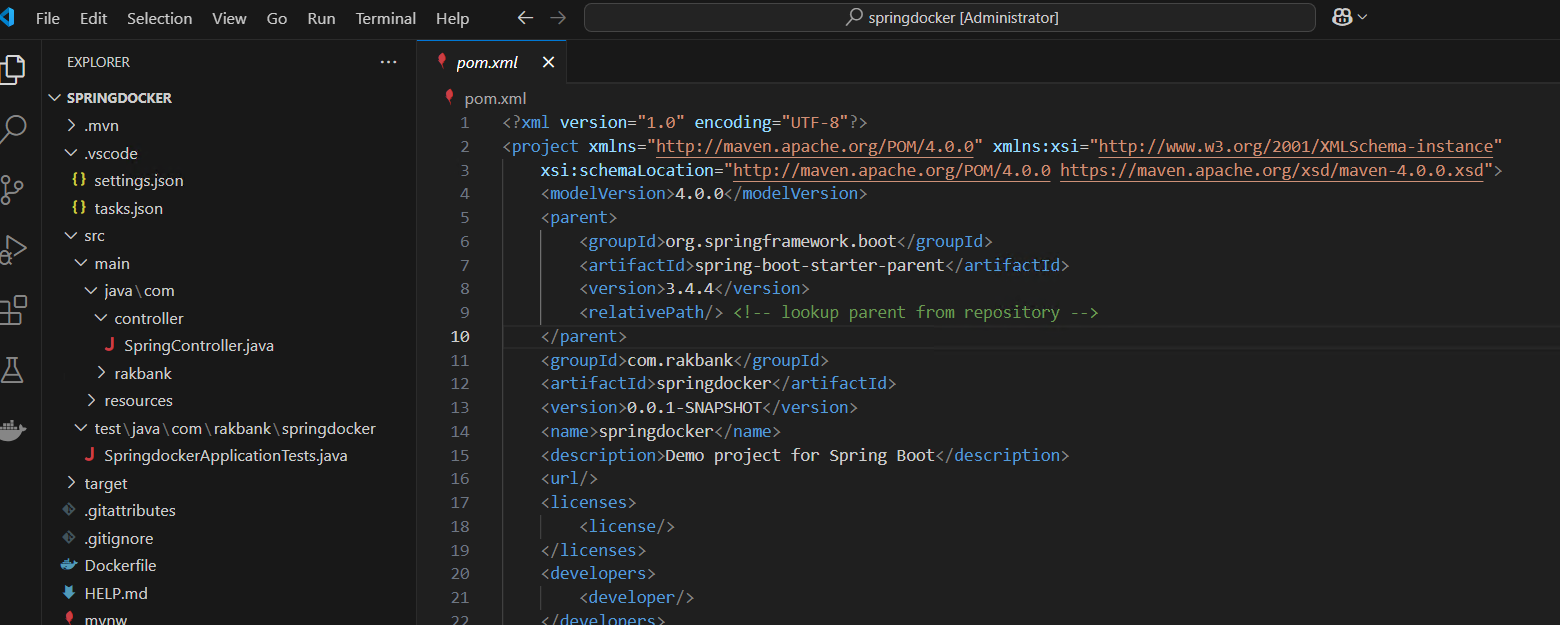 File Edit Selection View Go Run Terminal Help
springdocker [Administrator]
EXPLORER
SPRINGDOCKER
.mvn
.vscode
{} settings.json
{} tasks.json
src
main
java\com
controller
J SpringController.java
rakbank
resources
test\java\com\rakbank\springdocker
J SpringdockerApplicationTests.java
target
.gitattributes
.gitignore
Dockerfile
HELP.md
mvnw
pom.xml
pom.xml
1 <?xml version="1.0" encoding="UTF-8"?>
2 <project xmlns="http://maven.apache.org/POM/4.0.0" xmlns:xsi="http://www.w3.org/2001/XMLSchema-instance"
3 xsi:schemaLocation="http://maven.apache.org/POM/4.0.0 https://maven.apache.org/xsd/maven-4.0.0.xsd">
4 <modelVersion>4.0.0</modelVersion>
5 <parent>
6 <groupId>org.springframework.boot</groupId>
7 <artifactId>spring-boot-starter-parent</artifactId>
8 <version>3.4.4</version>
9 <relativePath/> <!-- lookup parent from repository -->
10 </parent>
11 <groupId>com.rakbank</groupId>
12 <artifactId>springdocker</artifactId>
13 <version>0.0.1-SNAPSHOT</version>
14 <name>springdocker</name>
15 <description>Demo project for Spring Boot</description>
16 <url/>
17 <licenses>
18 <license/>
19 </licenses>
20 <developers>
21 <developer/>
22 </developers>